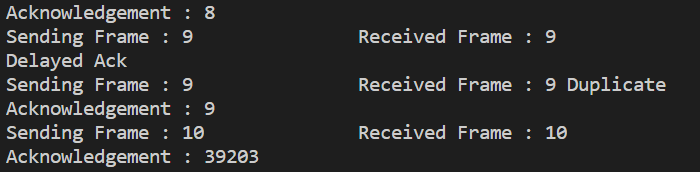 Acknowledgement : 8
Sending Frame : 9                Received Frame : 9
Delayed Ack
Sending Frame : 9                Received Frame : 9 Duplicate
Acknowledgement : 9
Sending Frame : 10               Received Frame : 10
Acknowledgement : 39203